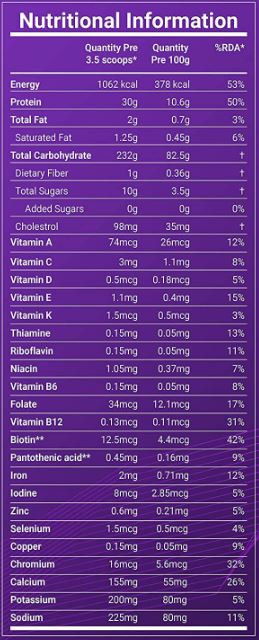 Nutritional Information
Quantity Pre 3.5 scoops* Quantity Pre 100g %RDA*
Energy 1062 kcal 378 kcal 53%
Protein 30g 10.6g 50%
Total Fat 2g 0.7g 3%
Saturated Fat 1.25g 0.45g 6%
Total Carbohydrate 232g 82.5g †
Dietary Fiber 1g 0.36g †
Total Sugars 10g 3.5g †
Added Sugars 0g 0g 0%
Cholestrol 98mg 35mg †
Vitamin A 74mcg 26mcg 12%
Vitamin C 3mg 1.1mg 8%
Vitamin D 0.5mcg 0.18mcg 5%
Vitamin E 1.1mg 0.4mg 15%
Vitamin K 1.5mcg 0.5mcg 3%
Thiamine 0.15mg 0.05mg 13%
Riboflavin 0.15mg 0.05mg 11%
Niacin 1.05mg 0.37mg 7%
Vitamin B6 0.15mg 0.05mg 8%
Folate 34mcg 12.1mcg 17%
Vitamin B12 0.13mcg 0.11mcg 31%
Biotin** 12.5mcg 4.4mcg 42%
Pantothenic acid** 0.45mg 0.16mg 9%
Iron 2mg 0.71mg 12%
Iodine 8mcg 2.85mcg 5%
Zinc 0.6mg 0.21mg 5%
Selenium 1.5mcg 0.5mcg 4%
Copper 0.15mg 0.05mg 9%
Chromium 16mcg 5.6mcg 32%
Calcium 155mg 55mg 26%
Potassium 200mg 80mg 5%
Sodium 225mg 80mg 11%